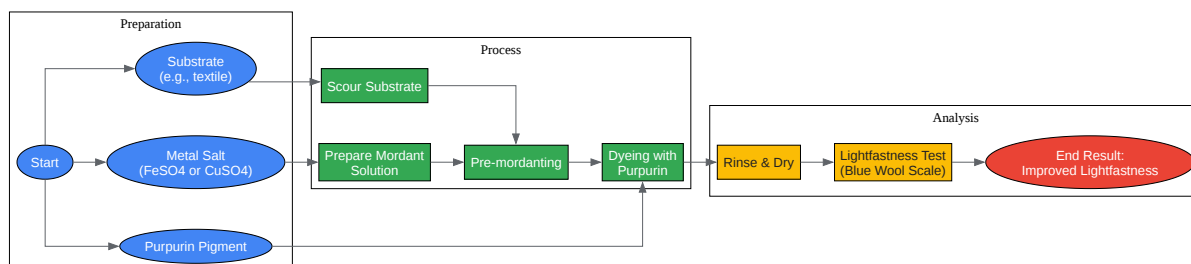 Preparation
Substrate
(e.g., textile)
Start
Metal Salt
(FeSO4 or CuSO4)
Purpurin Pigment
Process
Scour Substrate
Prepare Mordant
Solution
Pre-mordanting
Dyeing with
Purpurin
Analysis
Rinse & Dry
Lightfastness Test
(Blue Wool Scale)
End Result:
Improved Lightfastness